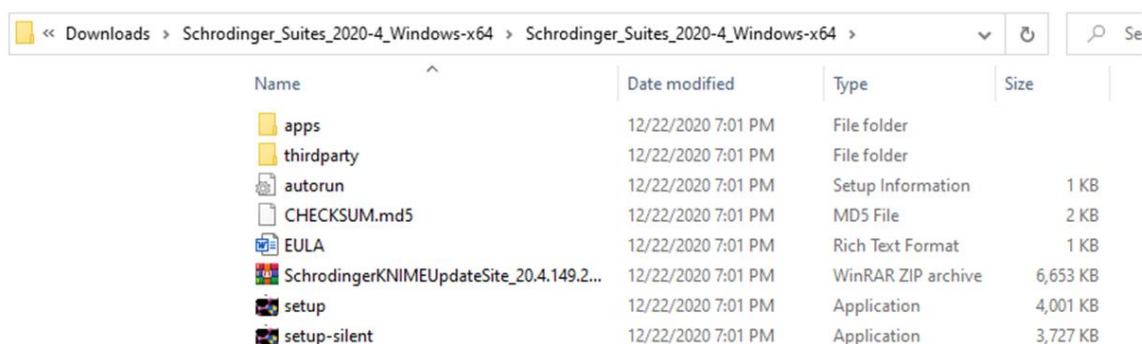 « Downloads > Schrodinger_Suites_2020-4_Windows-x64 > Schrodinger_Suites_2020-4_Windows-x64 > Se
Name Date modified Type Size
apps 12/22/2020 7:01 PM File folder
thirdparty 12/22/2020 7:01 PM File folder
autorun 12/22/2020 7:01 PM Setup Information 1 KB
CHECKSUM.md5 12/22/2020 7:01 PM MD5 File 2 KB
EULA 12/22/2020 7:01 PM Rich Text Format 1 KB
SchrodingerKNIMEUpdateSite_20.4.149.2... 12/22/2020 7:01 PM WinRAR ZIP archive 6,653 KB
setup 12/22/2020 7:01 PM Application 4,001 KB
setup-silent 12/22/2020 7:01 PM Application 3,727 KB